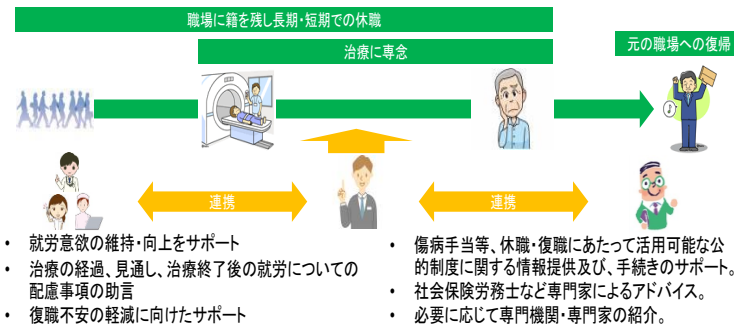 職場に籍を残し長期・短期での休職
治療に専念
元の職場への復帰
♪
連携
連携
・ 就労意欲の維持・向上をサポート
・ 治療の経過、見通し、治療終了後の就労についての
配慮事項の助言
・ 復職不安の軽減に向けたサポート
・ 傷病手当等、休職・復職にあたって活用可能な公
的制度に関する情報提供及び、手続きのサポート。
・ 社会保険労務士など専門家によるアドバイス。
・ 必要に応じて専門機関・専門家の紹介。